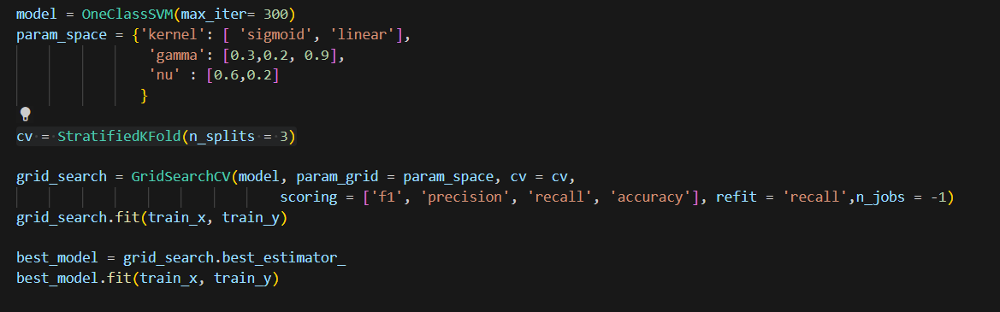 model = OneClassSVM(max_iter= 300)
param_space = {'kernel': [ 'sigmoid', 'linear'],
'gamma': [0.3,0.2, 0.9],
'nu' : [0.6,0.2]
}
cv = StratifiedKFold(n_splits = 3)
grid_search = GridSearchCV(model, param_grid = param_space, cv = cv,
scoring = ['f1', 'precision', 'recall', 'accuracy'], refit = 'recall',n_jobs = -1)
grid_search.fit(train_x, train_y)
best_model = grid_search.best_estimator_
best_model.fit(train_x, train_y)